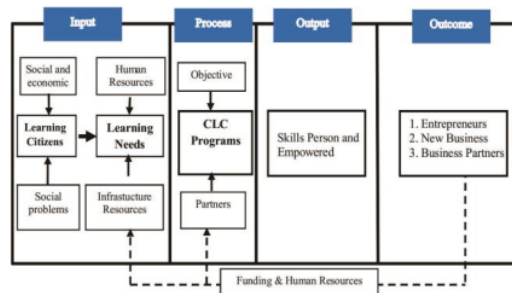 Input
Process
Output
Outcome
Social and
economic
Human
Resources
Learning
Citizens
Learning
Needs
Social
problems
Infrastucture
Resources
Objective
CLC
Programs
Partners
Skills Person and
Empowered
1. Entrepreneurs
2. New Business
3. Business Partners
Funding & Human Resources